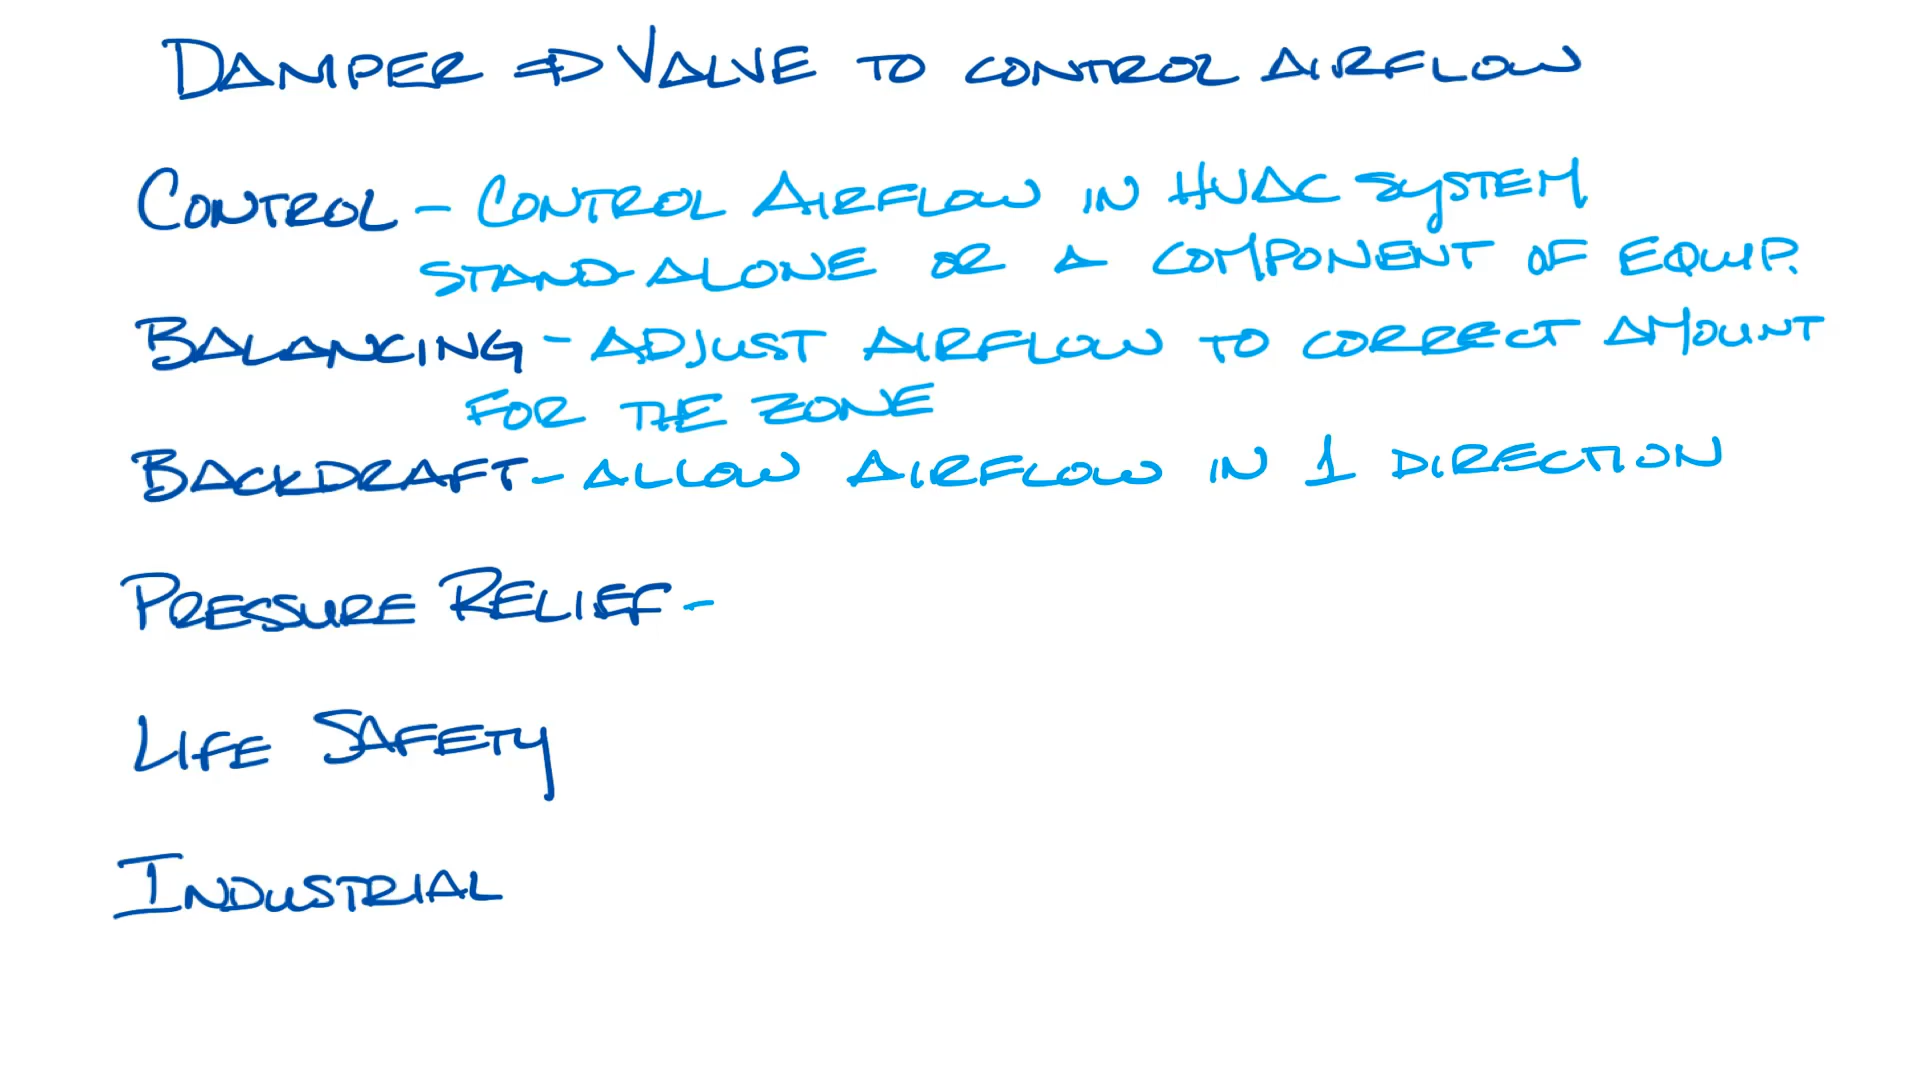 DAMPER ⇒ VALVE TO CONTROL AIRFLOW
CONTROL - CONTROL AIRFLOW IN HVAC SYSTEM
STAND-ALONE OR A COMPONENT OF EQUIP.
BALANCING - ADJUST AIRFLOW TO CORRECT AMOUNT
FOR THE ZONE
BACKDRAFT - ALLOW AIRFLOW IN 1 DIRECTION
PRESSURE RELIEF -
LIFE SAFETY
INDUSTRIAL